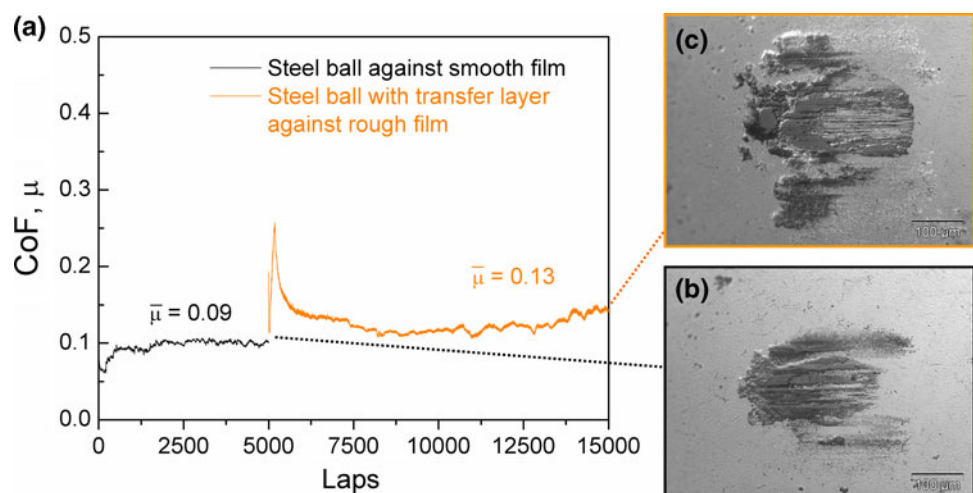 (a)
0.5
0.4
0.3
0.2
0.1
0.0
CoF, μ
Steel ball against smooth film
Steel ball with transfer layer
against rough film
μ̅ = 0.09
μ̅ = 0.13
0
2500
5000
7500
10000
12500
15000
Laps
(c)
100 µm
(b)
100 µm